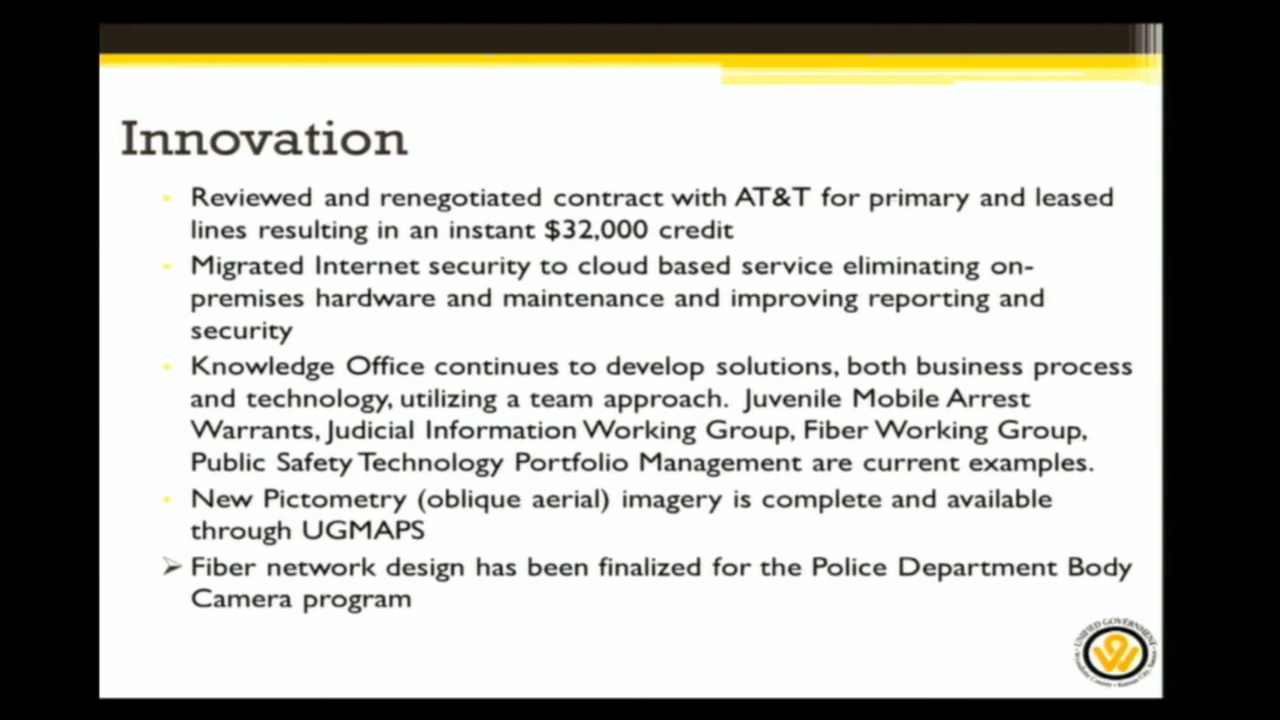 Innovation
Reviewed and renegotiated contract with AT&T for primary and leased
lines resulting in an instant $32,000 credit
Migrated Internet security to cloud based service eliminating on-
premises hardware and maintenance and improving reporting and
security
Knowledge Office continues to develop solutions, both business process
and technology, utilizing a team approach. Juvenile Mobile Arrest
Warrants, Judicial Information Working Group, Fiber Working Group,
Public Safety Technology Portfolio Management are current examples.
New Pictometry (oblique aerial) imagery is complete and available
through UGMAPS
➢ Fiber network design has been finalized for the Police Department Body
Camera program
UNIFIED GOVERNMENT